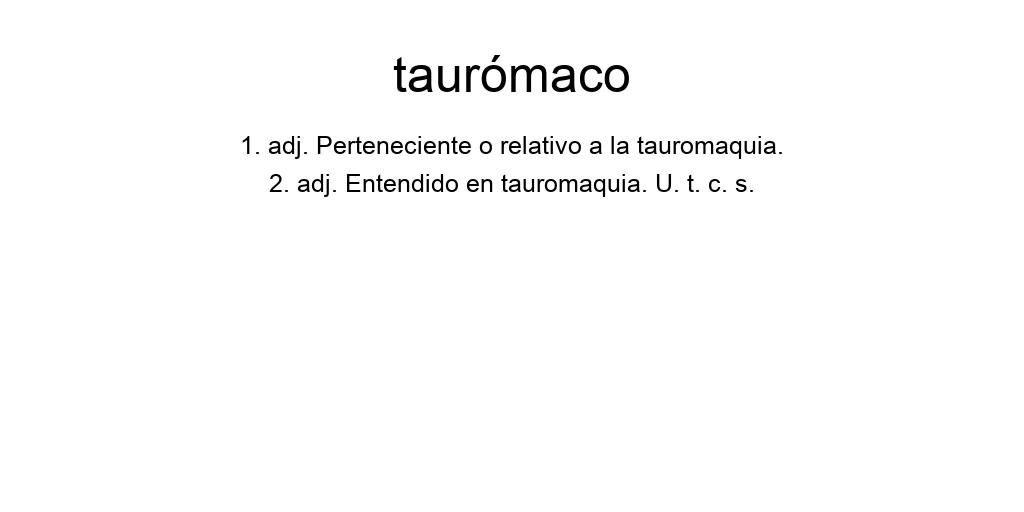 taurómaco
1. adj. Perteneciente o relativo a la tauromaquia.
2. adj. Entendido en tauromaquia. U. t. c. s.